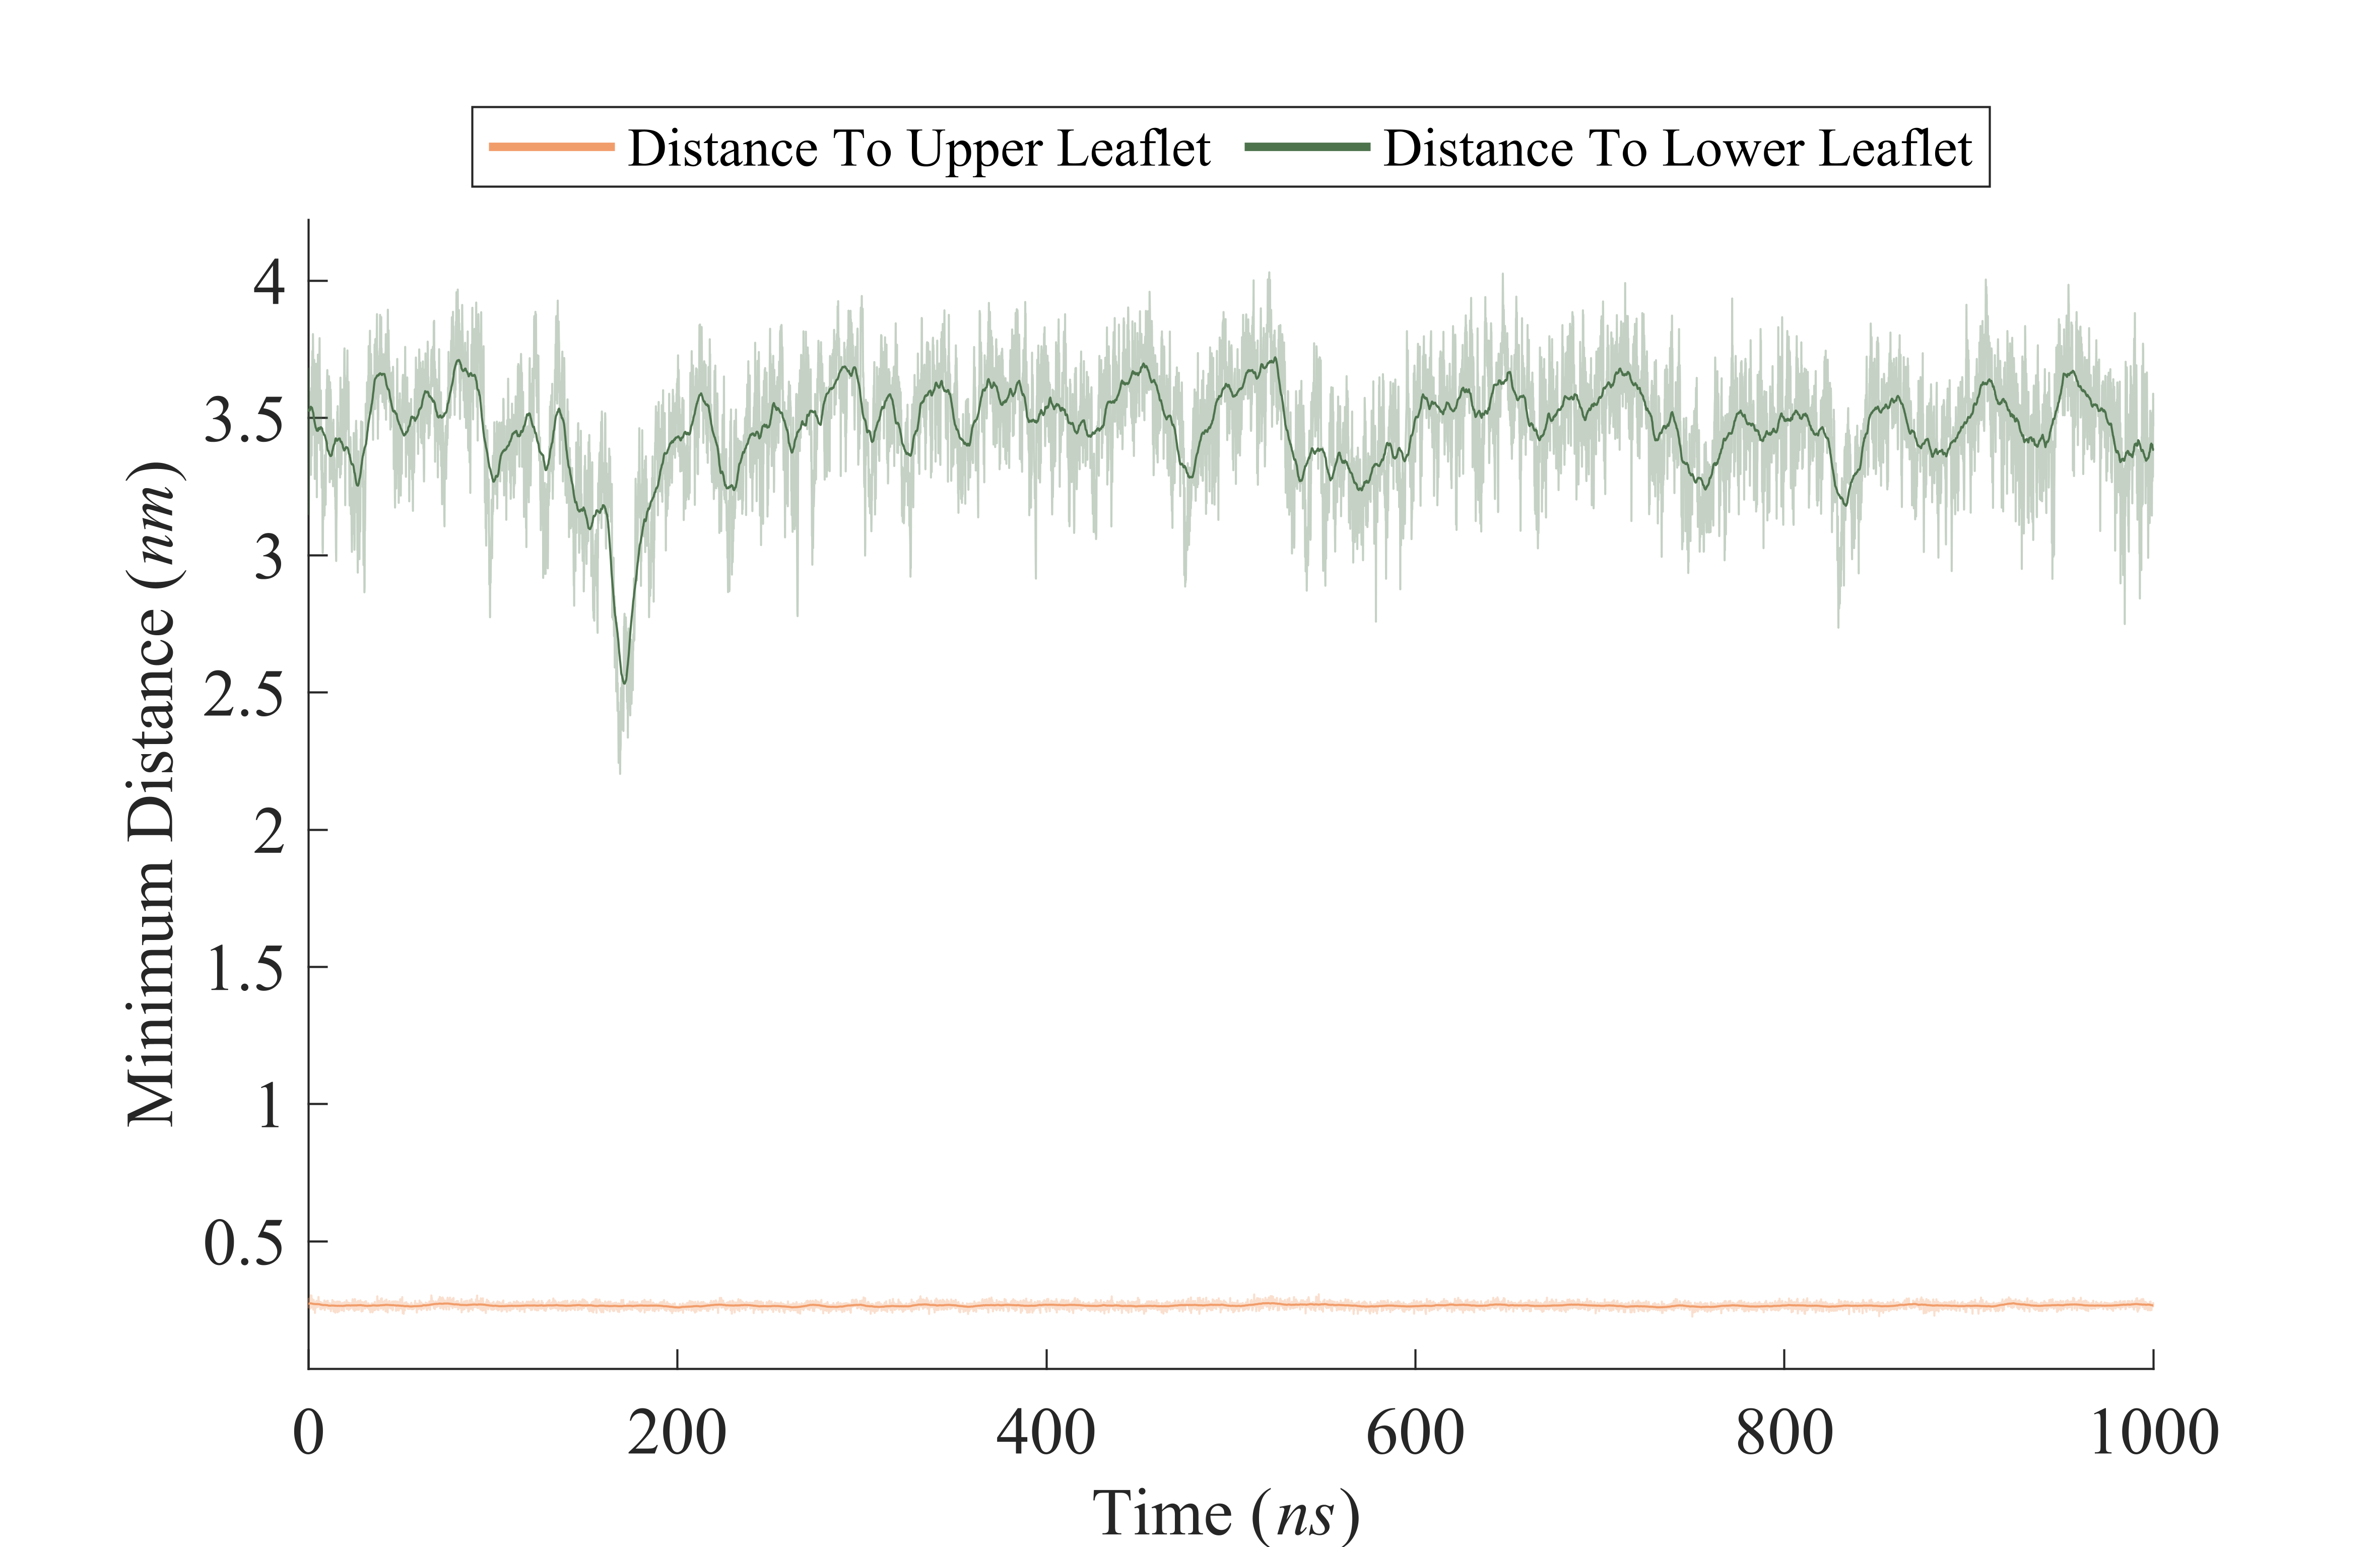 Distance To Upper Leaflet Distance To Lower Leaflet
Minimum Distance (nm)
4
3.5
3
2.5
2
1.5
1
0.5
0 200 400 600 800 1000
Time (ns)